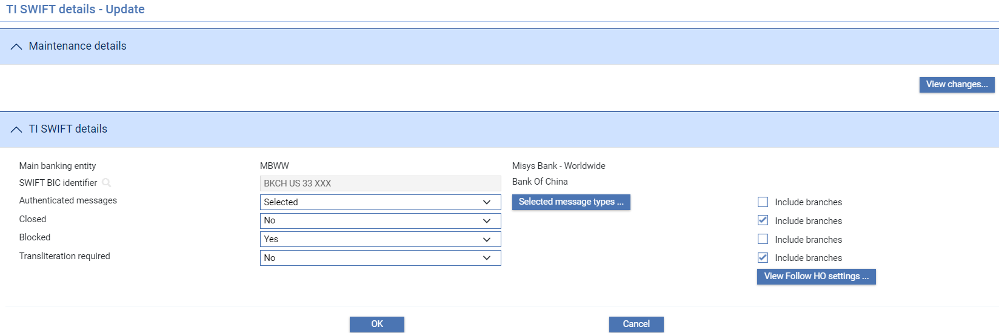 TI SWIFT details - Update
Maintenance details
View changes...
TI SWIFT details
Main banking entity MBWW Misys Bank - Worldwide
SWIFT BIC identifier BKCH US 33 XXX Bank Of China
Authenticated messages Selected Selected message types ... Include branches
Closed No Include branches
Blocked Yes Include branches
Transliteration required No Include branches
View Follow HO settings ...
OK Cancel